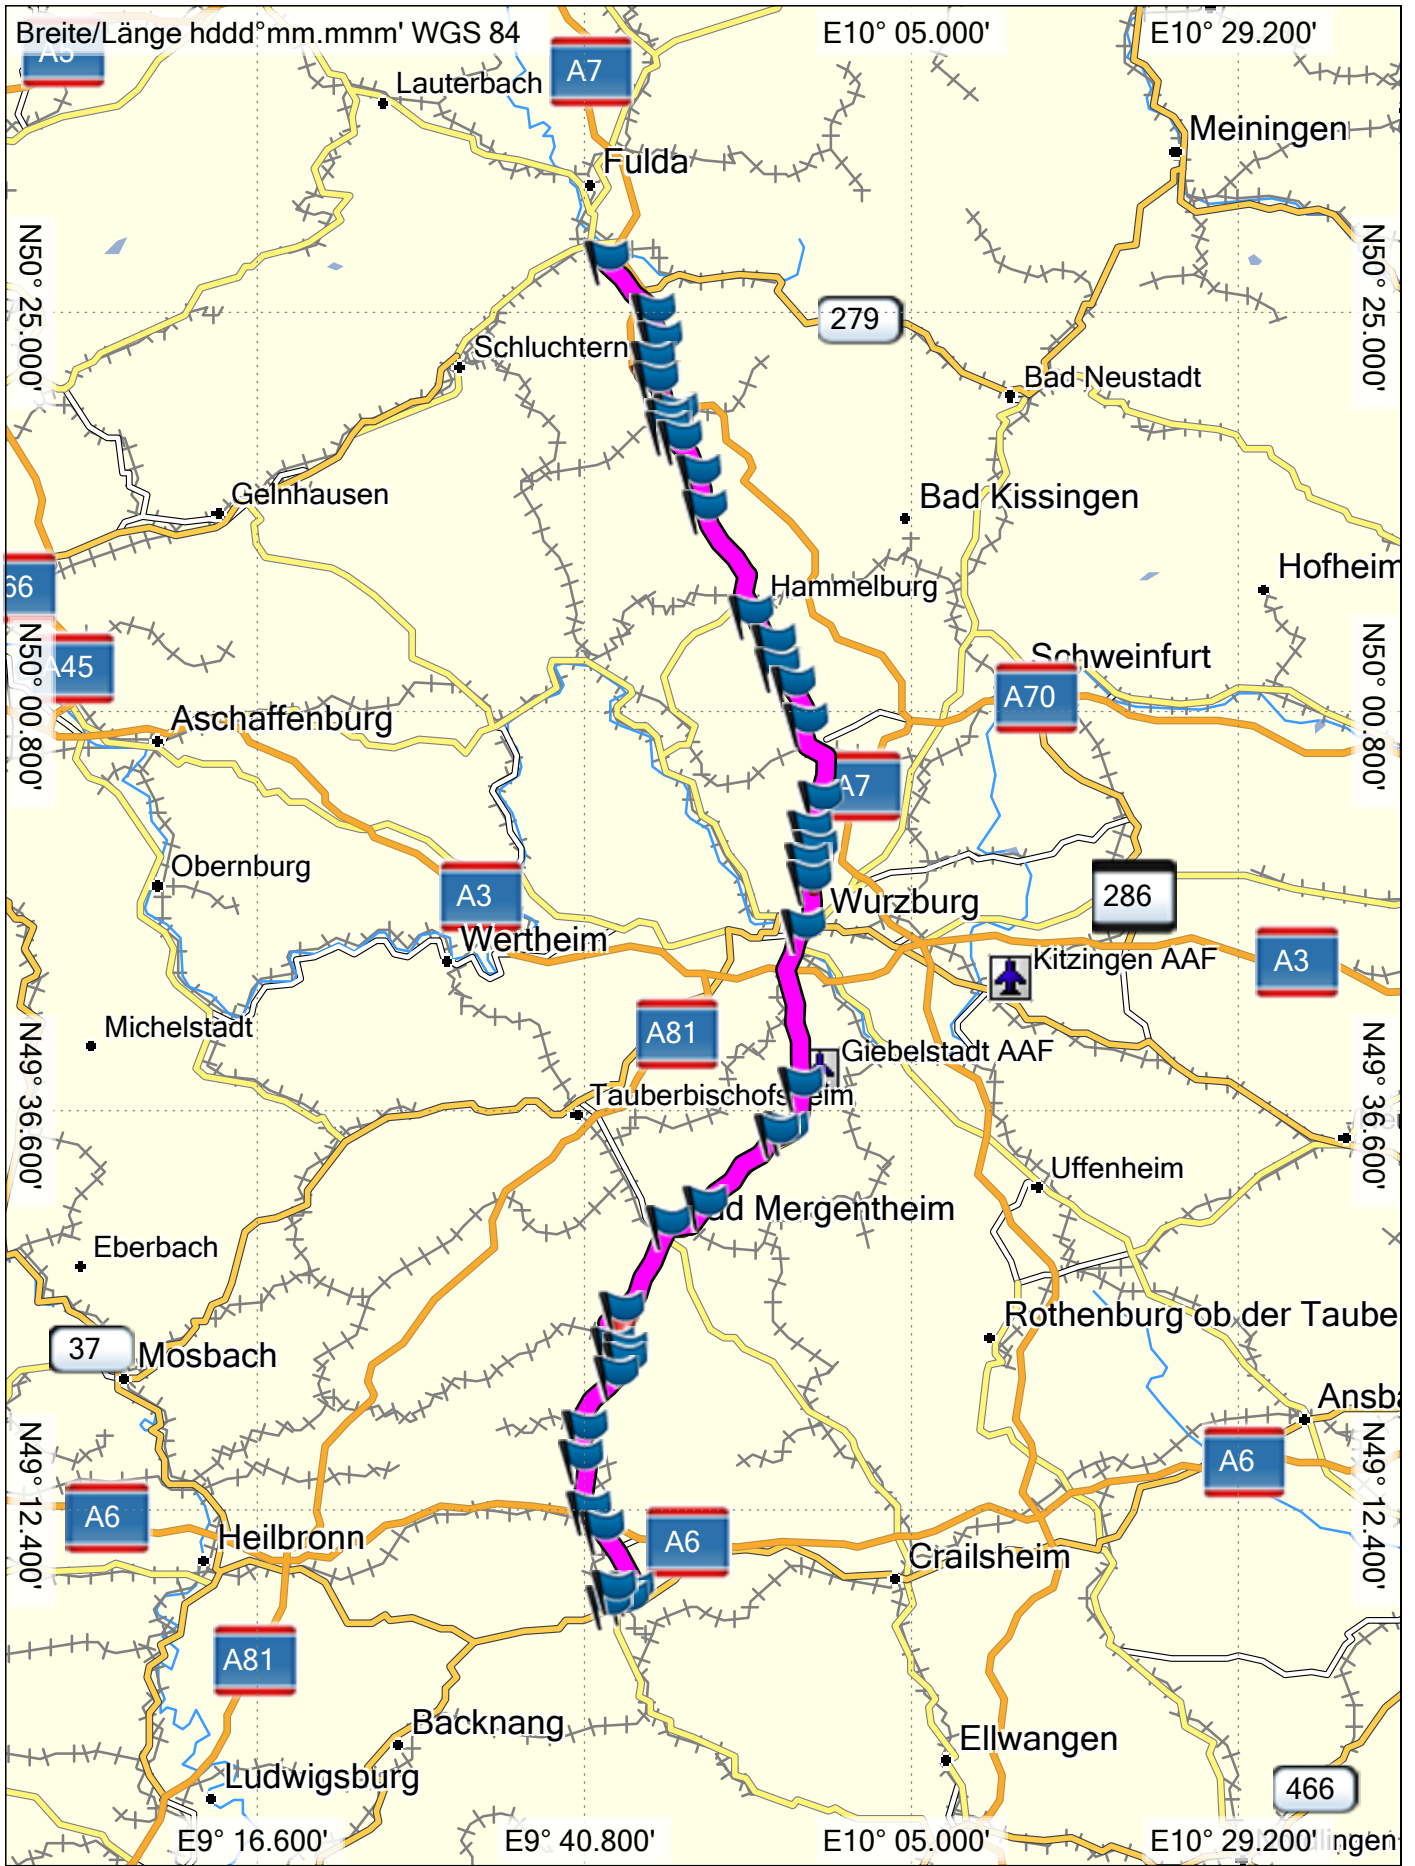 Breite/Länge hddd°mm.mmm' WGS 84
E10° 05.000'
E10° 29.200'
A5
A7
Lauterbach
Meiningen
Fulda
N50° 25.000'
N50° 25.000'
279
Schluchtern
Bad Neustadt
Gelnhausen
Bad Kissingen
Hofheim
66
Hammelburg
N50° 00.800'
N50° 00.800'
A45
Schweinfurt
A70
Aschaffenburg
A7
Obernburg
A3
286
Wurzburg
Wertheim
Kitzingen AAF
A3
Michelstadt
A81
Giebelstadt AAF
N49° 36.600'
N49° 36.600'
Tauberbischofsheim
Uffenheim
ad Mergentheim
Eberbach
Rothenburg ob der Taube
37
Mosbach
Ansba
N49° 12.400'
N49° 12.400'
A6
A6
Heilbronn
A6
Crailsheim
A81
Backnang
Ellwangen
Ludwigsburg
466
E9° 16.600'
E9° 40.800'
E10° 05.000'
E10° 29.200'
llingen